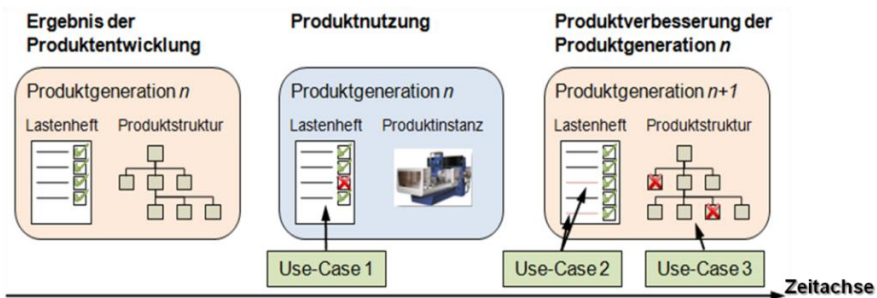 Ergebnis der
Produktentwicklung
Produktnutzung
Produktverbesserung der
Produktgeneration n
Produktgeneration n
Lastenheft Produktstruktur
Produktgeneration n
Lastenheft Produktinstanz
Produktgeneration n+1
Lastenheft Produktstruktur
Use-Case 1
Use-Case 2
Use-Case 3
Zeitachse